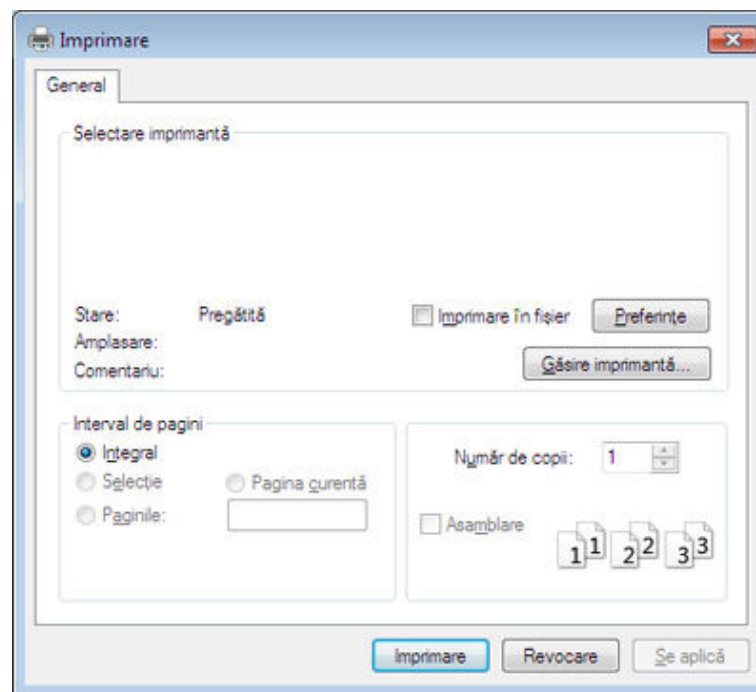 Imprimare
General
Selectare imprimantă
Stare: Pregătită
Imprimare în fișier
Preferințe
Amplasare:
Comentariu:
Găsire imprimantă...
Interval de pagini
Integral
Selecție
Pagina curentă
Paginile:
Număr de copii: 1
Asamblare
1 1 2 2 3 3
Imprimare
Revocare
Se aplică